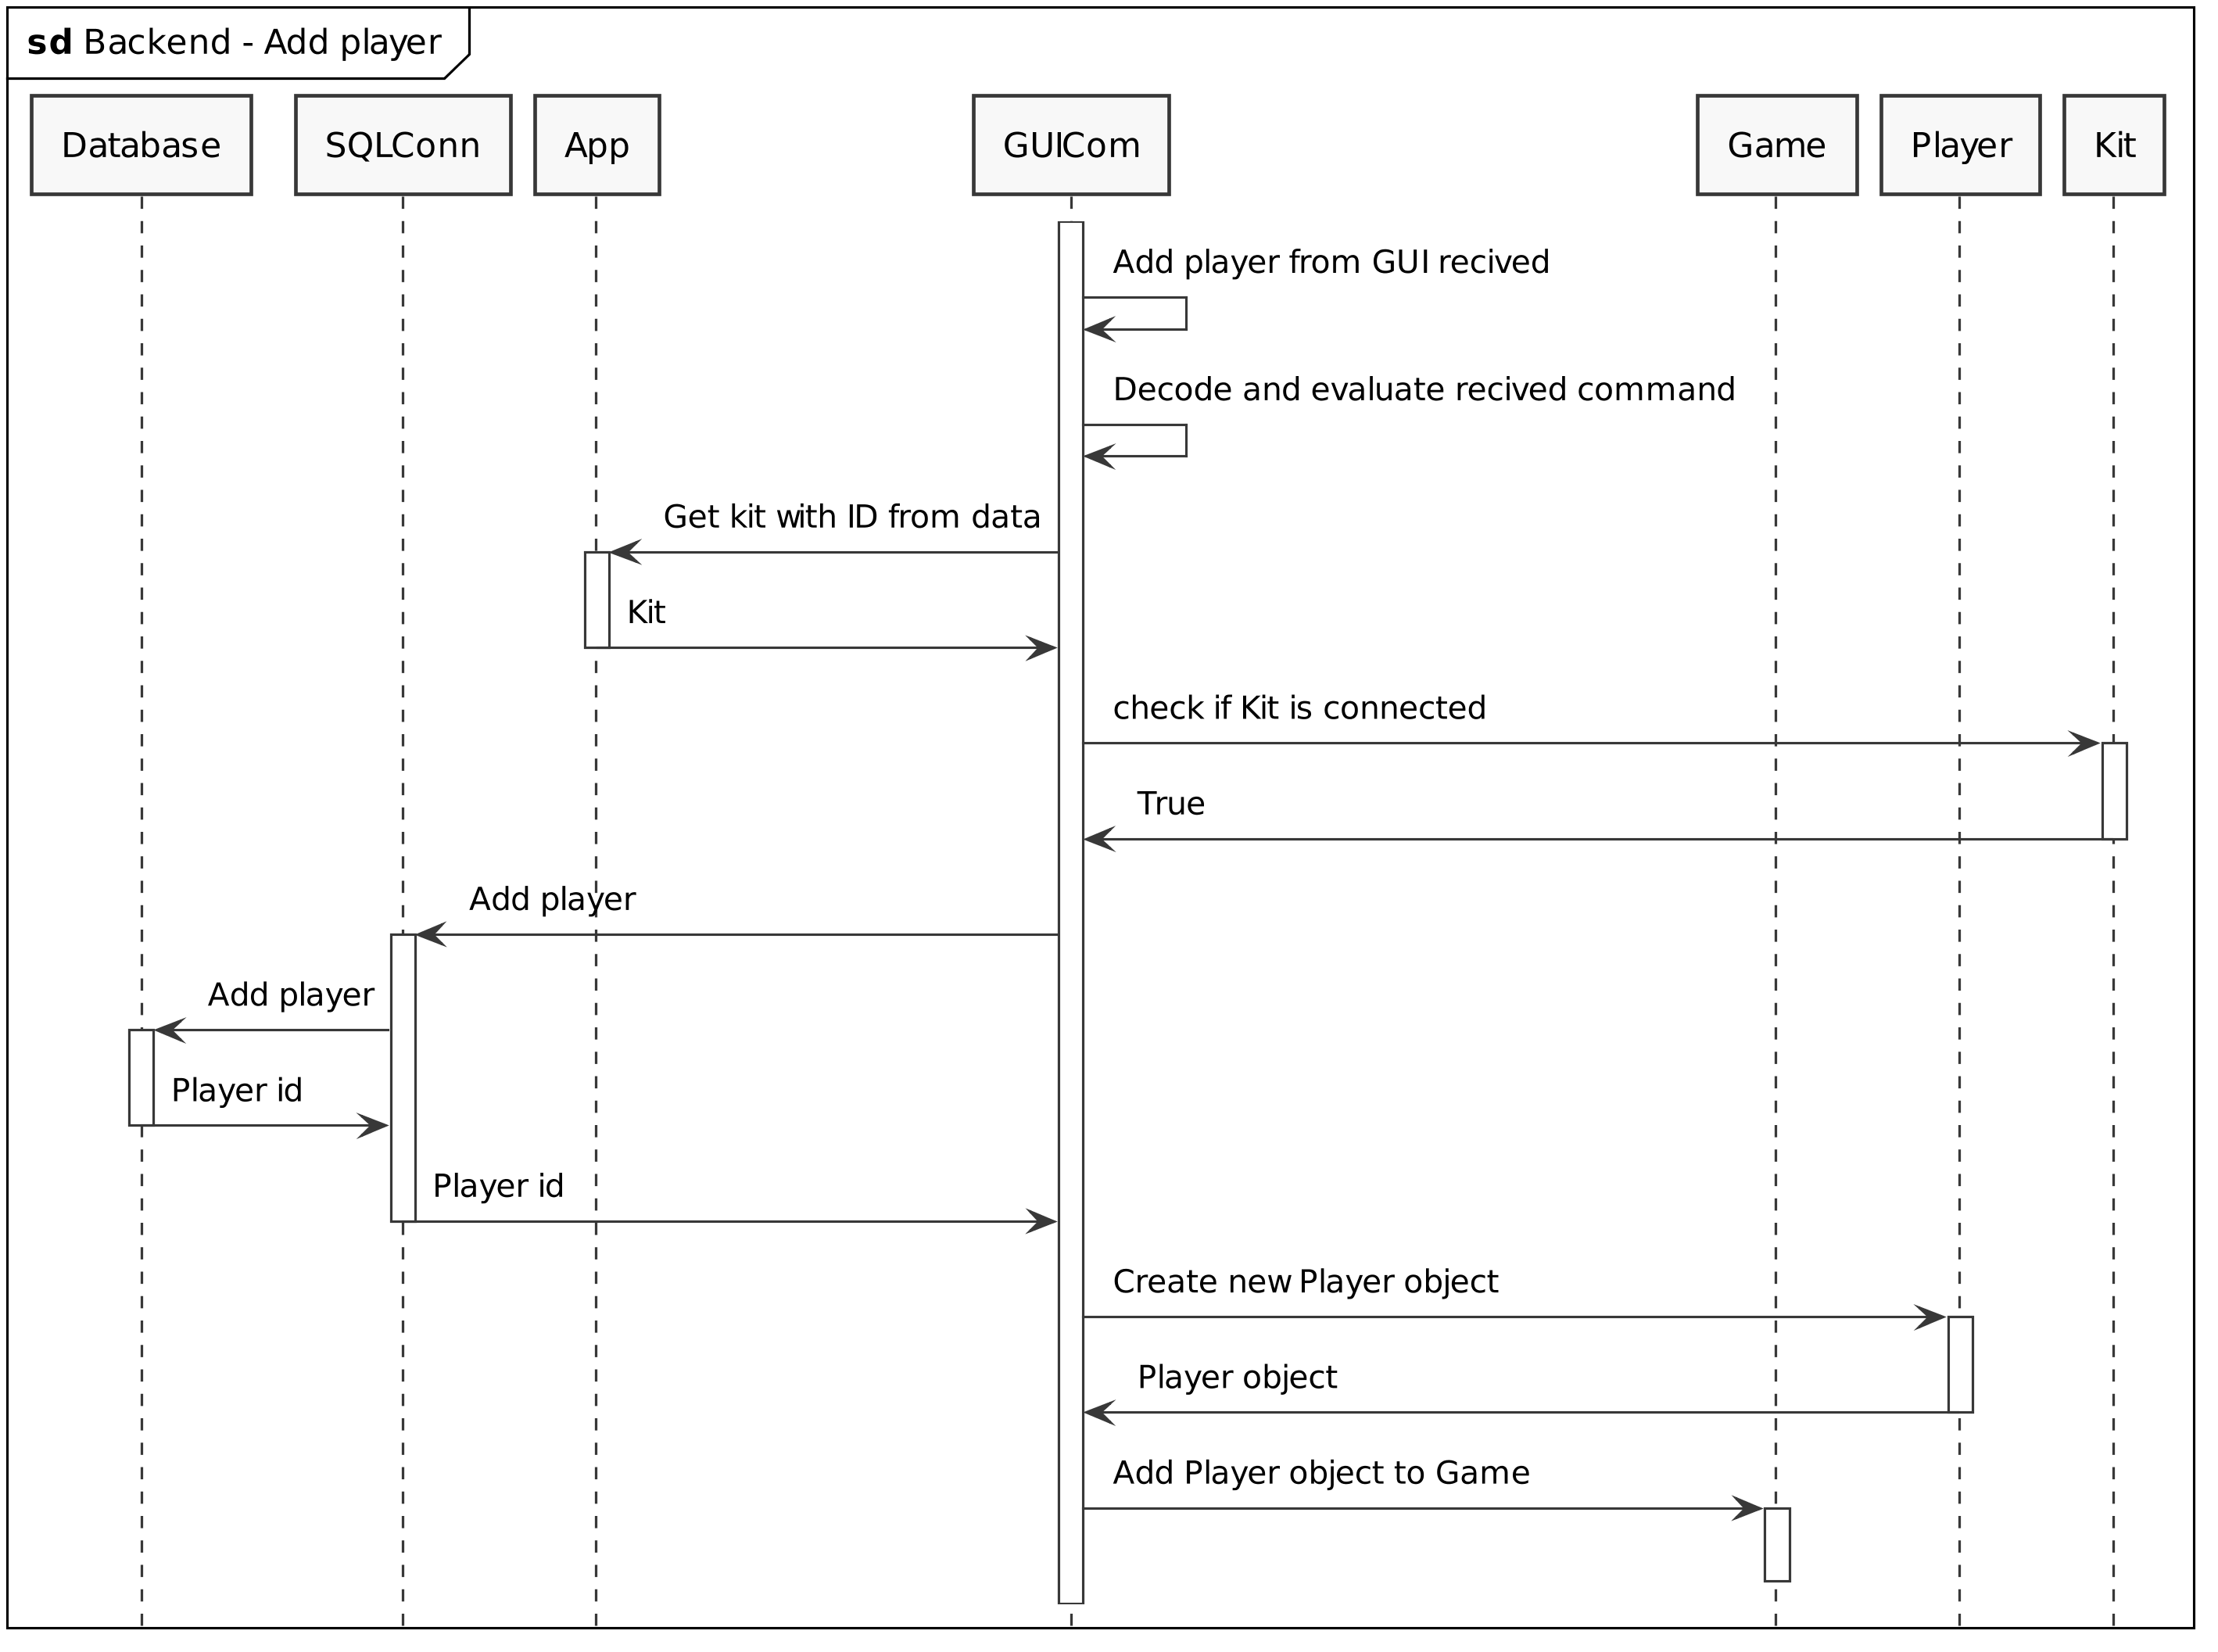 sd Backend - Add player
Database SQLConn App GUICom Game Player Kit
Add player from GUI recived
Decode and evaluate recived command
Get kit with ID from data
Kit
check if Kit is connected
True
Add player
Add player
Player id
Player id
Create new Player object
Player object
Add Player object to Game